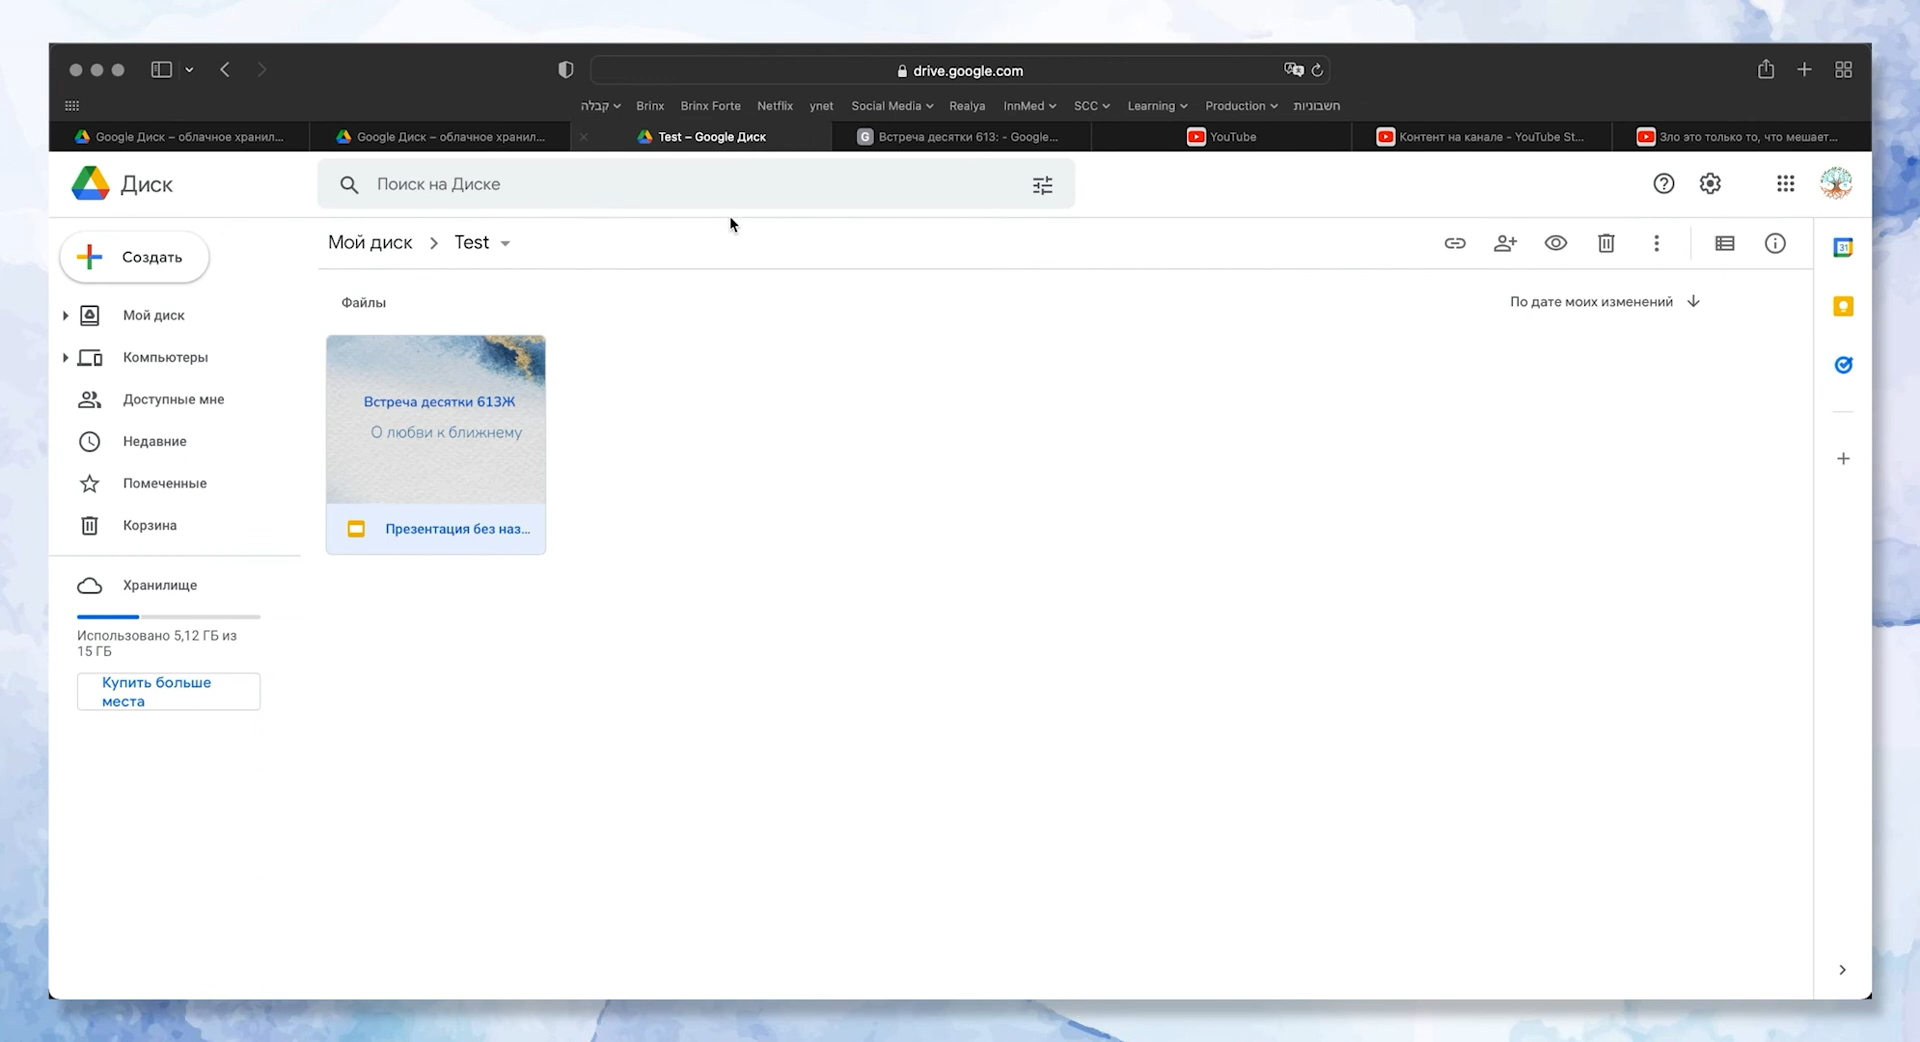 drive.google.com
קבלה Brinx Brinx Forte Netflix ynet Social Media Realya InnMed SCC Learning Production חשבוניות
Google Диск – облачное хранил... Google Диск – облачное хранил... Test – Google Диск G Встреча десятки 613: - Google... YouTube Контент на канале - YouTube St... Зло это только то, что мешает...
Диск
Поиск на Диске
Создать
Мой диск
Компьютеры
Доступные мне
Недавние
Помеченные
Корзина
Хранилище
Использовано 5,12 ГБ из
15 ГБ
Купить больше
места
Мой диск Test
Файлы
По дате моих изменений
Встреча десятки 613Ж
О любви к ближнему
Презентация без наз...
31